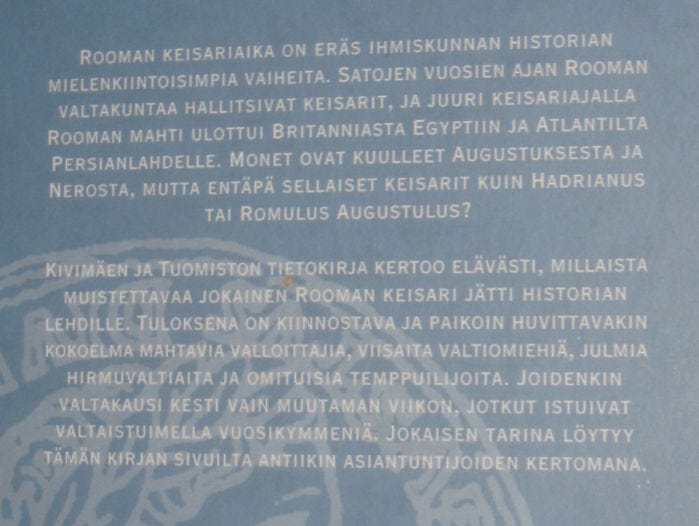 Rooman keisariaika on eräs ihmiskunnan historian
mielenkiintoisimpia vaiheita. Satojen vuosien ajan Rooman
valtakuntaa hallitsivat keisarit, ja juuri keisariajalla
Rooman mahti ulottui Britanniasta Egyptiin ja Atlantilta
Persianlahdelle. Monet ovat kuulleet Augustuksesta ja
Nerosta, mutta entäpä sellaiset keisarit kuin Hadrianus
tai Romulus Augustulus?
Kivimäen ja Tuomiston tietokirja kertoo elävästi, millaista
muistettavaa jokainen Rooman keisari jätti historian
lehdille. Tuloksena on kiinnostava ja paikoin huvittavakin
kokoelma mahtavia valloittajia, viisaita valtiomiehiä, julmia
hirmuvaltiaita ja omituisia temppuilijoita. Joidenkin
valtakausi kesti vain muutaman viikon, jotkut istuivat
valtaistuimella vuosikymmeniä. Jokaisen tarina löytyy
tämän kirjan sivuilta antiikin asiantuntijoiden kertomana.